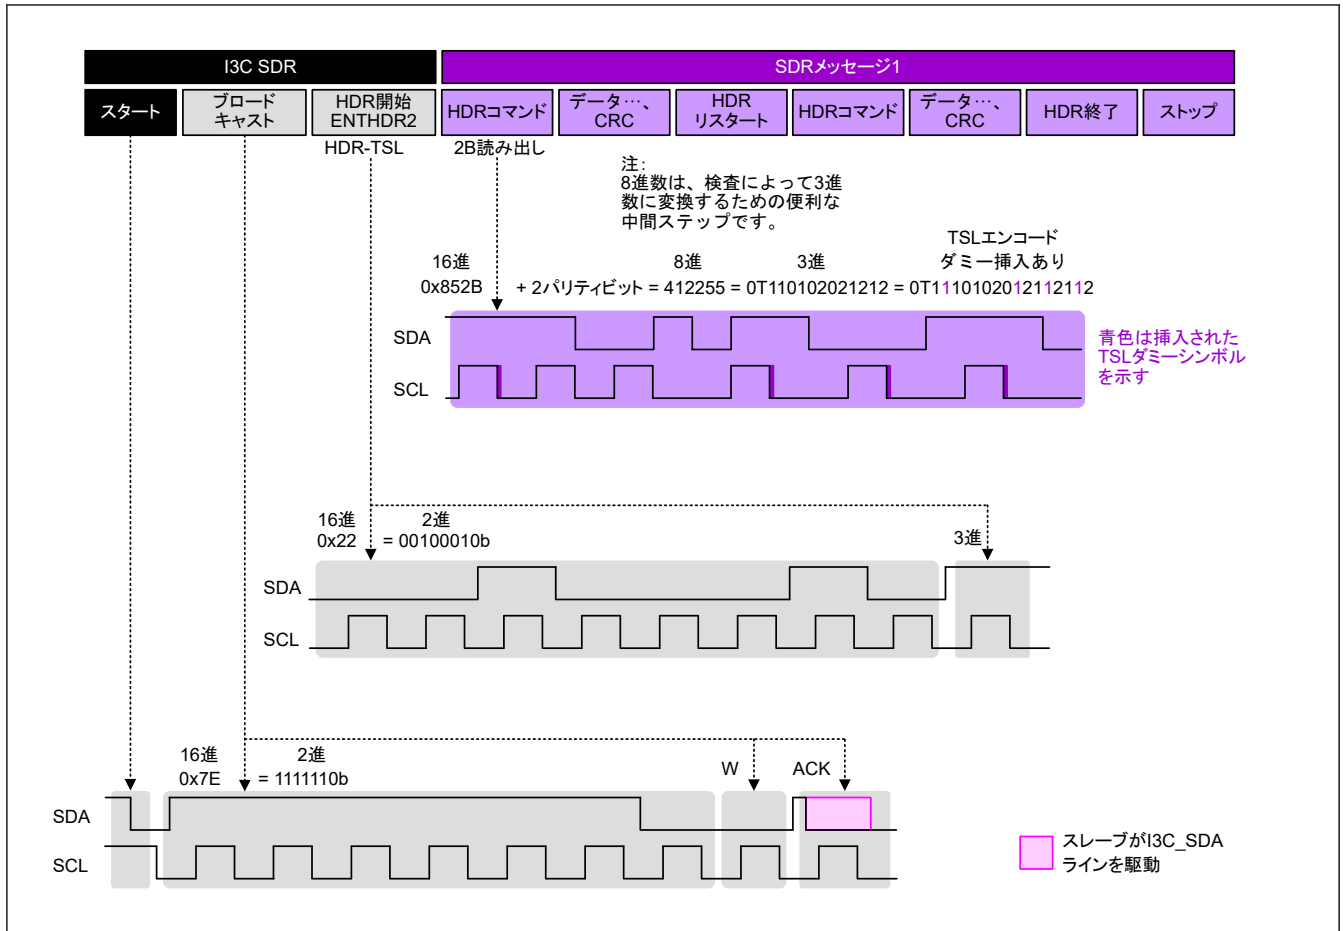 I3C SDR
SDRメッセージ1
スタート
ブロード
キャスト
HDR開始
ENTHDR2
HDRコマンド
データ…、
CRC
HDR
リスタート
HDRコマンド
データ…、
CRC
HDR終了
ストップ
HDR-TSL
2B読み出し
注：
8進数は、検査によって3進
数に変換するための便利な
中間ステップです。
TSLエンコード
ダミー挿入あり
16進
8進
3進
0x852B + 2パリティビット = 412255 = 0T110102021212 = 0T1110102012112112
SDA
SCL
青色は挿入された
TSLダミーシンボル
を示す
16進
2進
0x22 = 00100010b
3進
SDA
SCL
16進
2進
0x7E = 1111110b
W
ACK
SDA
SCL
スレーブがI3C_SDA
ラインを駆動